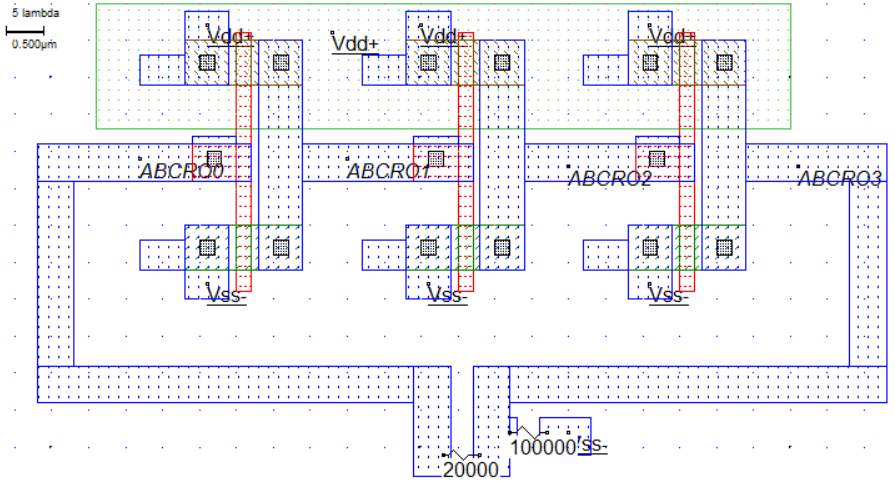 5 lambda
0.500µm
Vdd+ Vdd+ Vdd+ Vdd+
ABCRO0 ABCRO1 ABCRO2 ABCRO3
Vss- Vss- Vss-
100000 'ss-
20000